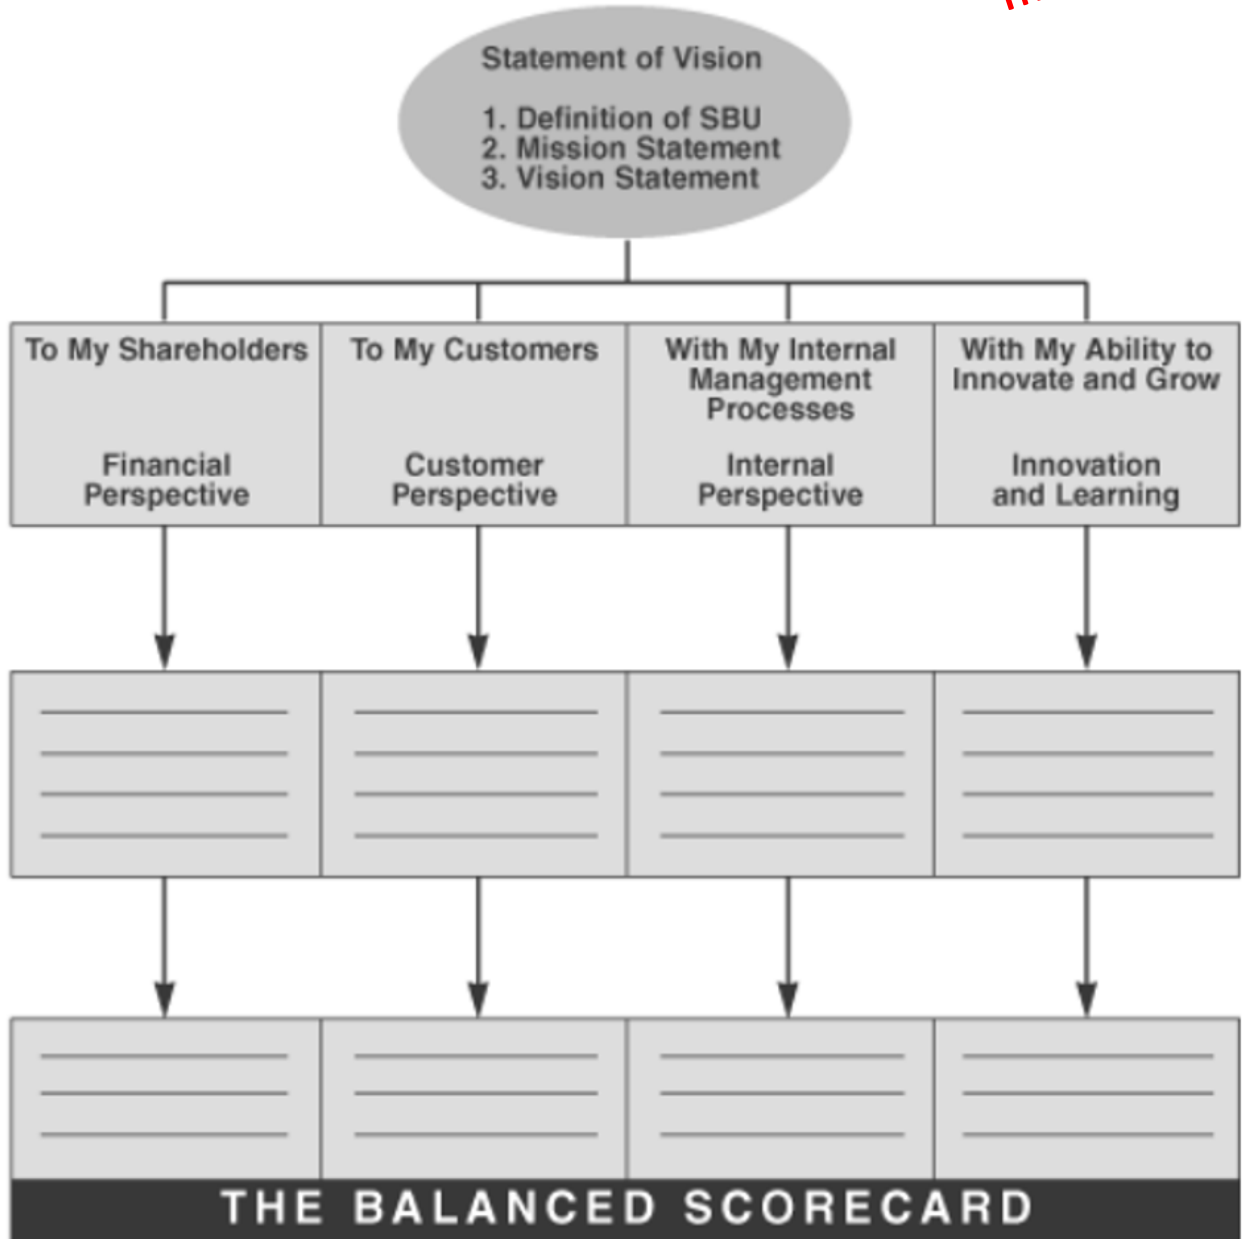 Statement of Vision
1. Definition of SBU
2. Mission Statement
3. Vision Statement
To My Shareholders
Financial
Perspective
To My Customers
Customer
Perspective
With My Internal
Management
Processes
Internal
Perspective
With My Ability to
Innovate and Grow
Innovation
and Learning
THE BALANCED SCORECARD